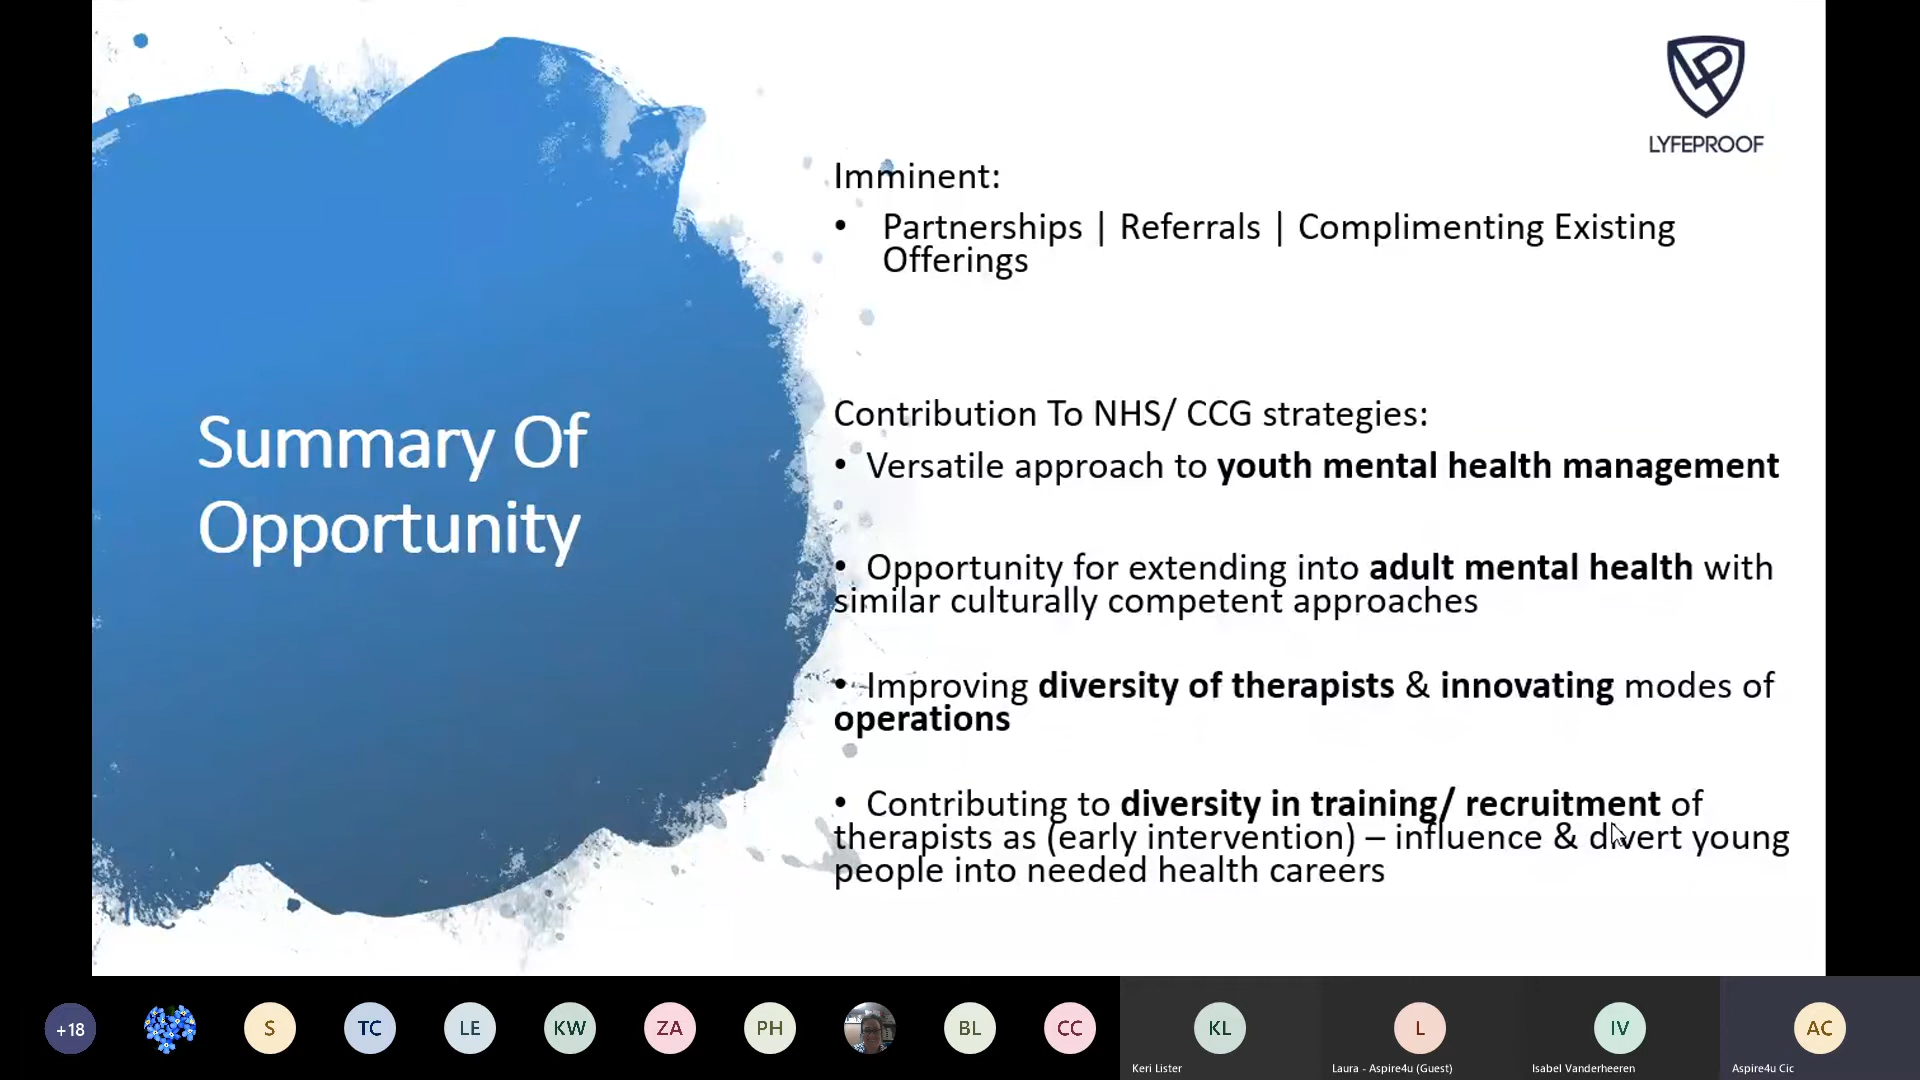 LYFEPROOF
Imminent:
• Partnerships | Referrals | Complimenting Existing
Offerings
Summary Of
Opportunity
Contribution To NHS/ CCG strategies:
• Versatile approach to youth mental health management
• Opportunity for extending into adult mental health with
similar culturally competent approaches
• Improving diversity of therapists & innovating modes of
operations
• Contributing to diversity in training/ recruitment of
therapists as (early intervention) – influence & divert young
people into needed health careers
+18
S
TC
LE
KW
ZA
PH
BL
CC
KL
L
IV
AC
Keri Lister
Laura - Aspire4u (Guest)
Isabel Vanderheeren
Aspire4u Cic